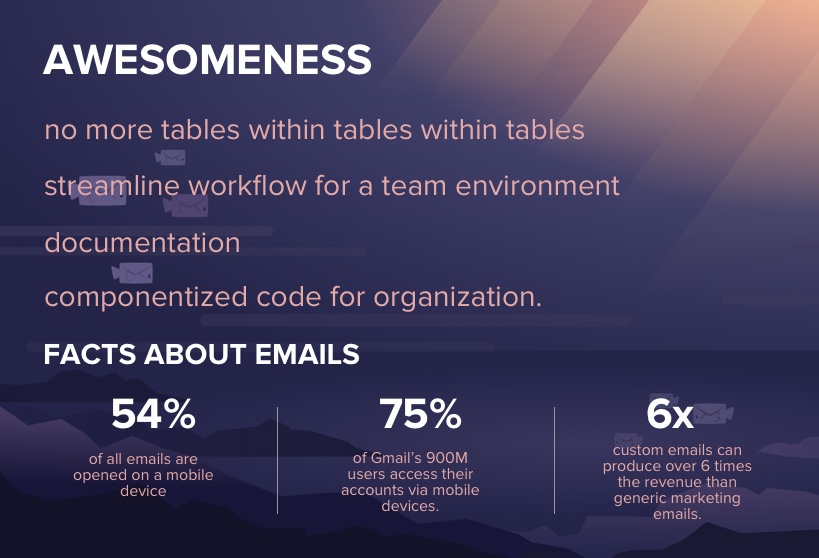 AWESOMENESS
no more tables within tables within tables
streamline workflow for a team environment
documentation
componentized code for organization.
FACTS ABOUT EMAILS
54%
of all emails are
opened on a mobile
device
75%
of Gmail's 900M
users access their
accounts via mobile
devices.
6x
custom emails can
produce over 6 times
the revenue than
generic marketing
emails.